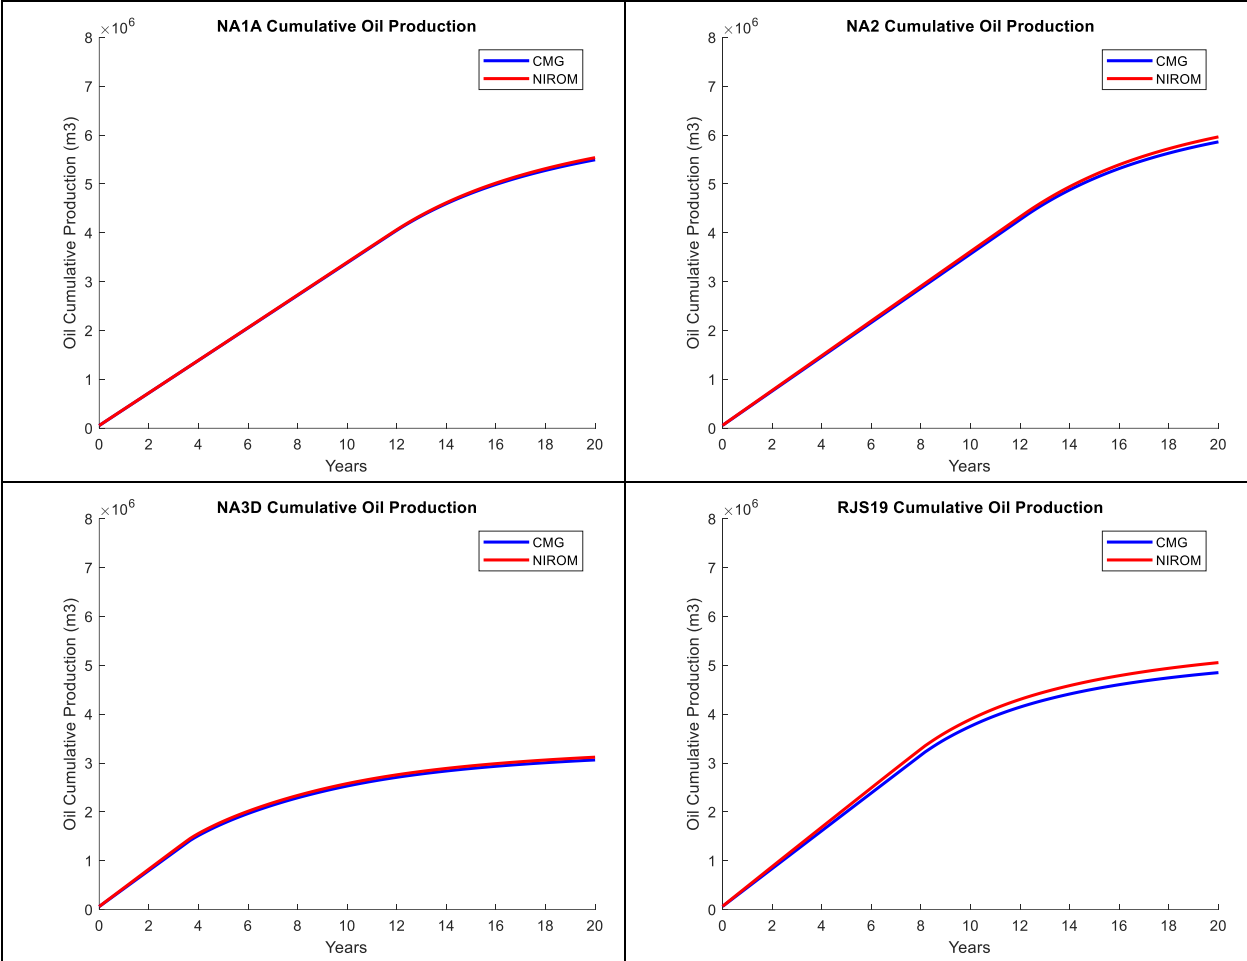 NA1A Cumulative Oil Production
×10^6
CMG
NIROM
8
7
6
5
4
3
2
1
0
Oil Cumulative Production (m3)
0 2 4 6 8 10 12 14 16 18 20
Years
NA2 Cumulative Oil Production
×10^6
CMG
NIROM
8
7
6
5
4
3
2
1
0
Oil Cumulative Production (m3)
0 2 4 6 8 10 12 14 16 18 20
Years
NA3D Cumulative Oil Production
×10^6
CMG
NIROM
8
7
6
5
4
3
2
1
0
Oil Cumulative Production (m3)
0 2 4 6 8 10 12 14 16 18 20
Years
RJS19 Cumulative Oil Production
×10^6
CMG
NIROM
8
7
6
5
4
3
2
1
0
Oil Cumulative Production (m3)
0 2 4 6 8 10 12 14 16 18 20
Years